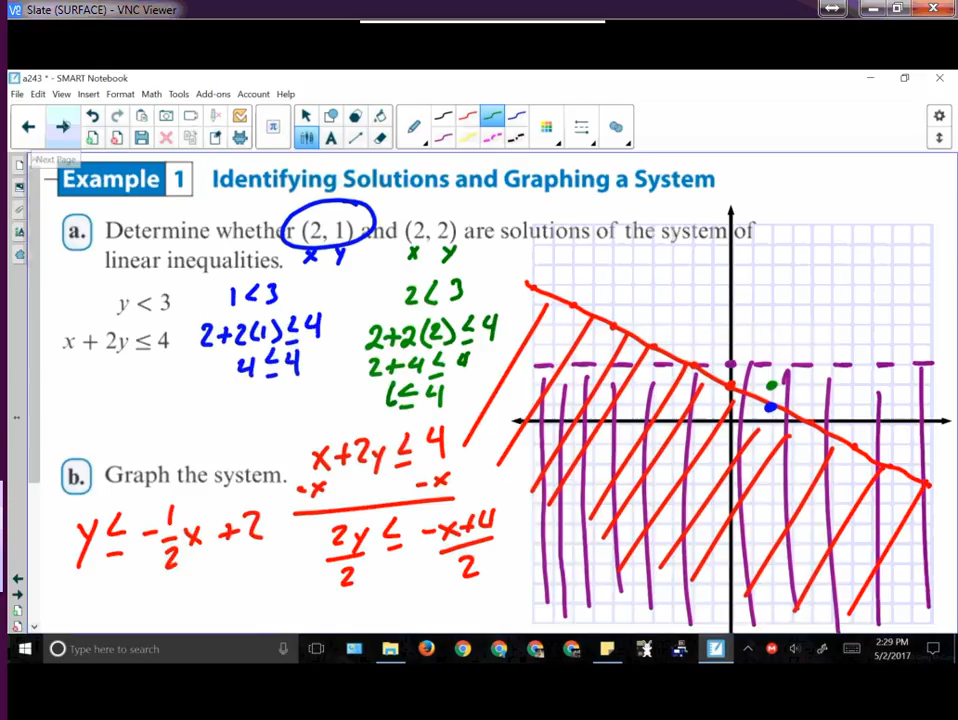 Slate (SURFACE) - VNC Viewer
a243 * - SMART Notebook
File Edit View Insert Format Math Tools Add-ons Account Help
Next Page
Example 1 Identifying Solutions and Graphing a System
a. Determine whether (2, 1) and (2, 2) are solutions of the system of
x y x y
linear inequalities.
y < 3 1 < 3 2 < 3
x + 2y ≤ 4 2+2(1) ≤ 4 2+2(2) ≤ 4
4 ≤ 4 2+4 ≤ 4
6 ≤ 4
x+2y ≤ 4
b. Graph the system. -x -x
y ≤ -1/2x +2 2y/2 ≤ -x+4/2
Type here to search
2:29 PM
5/2/2017